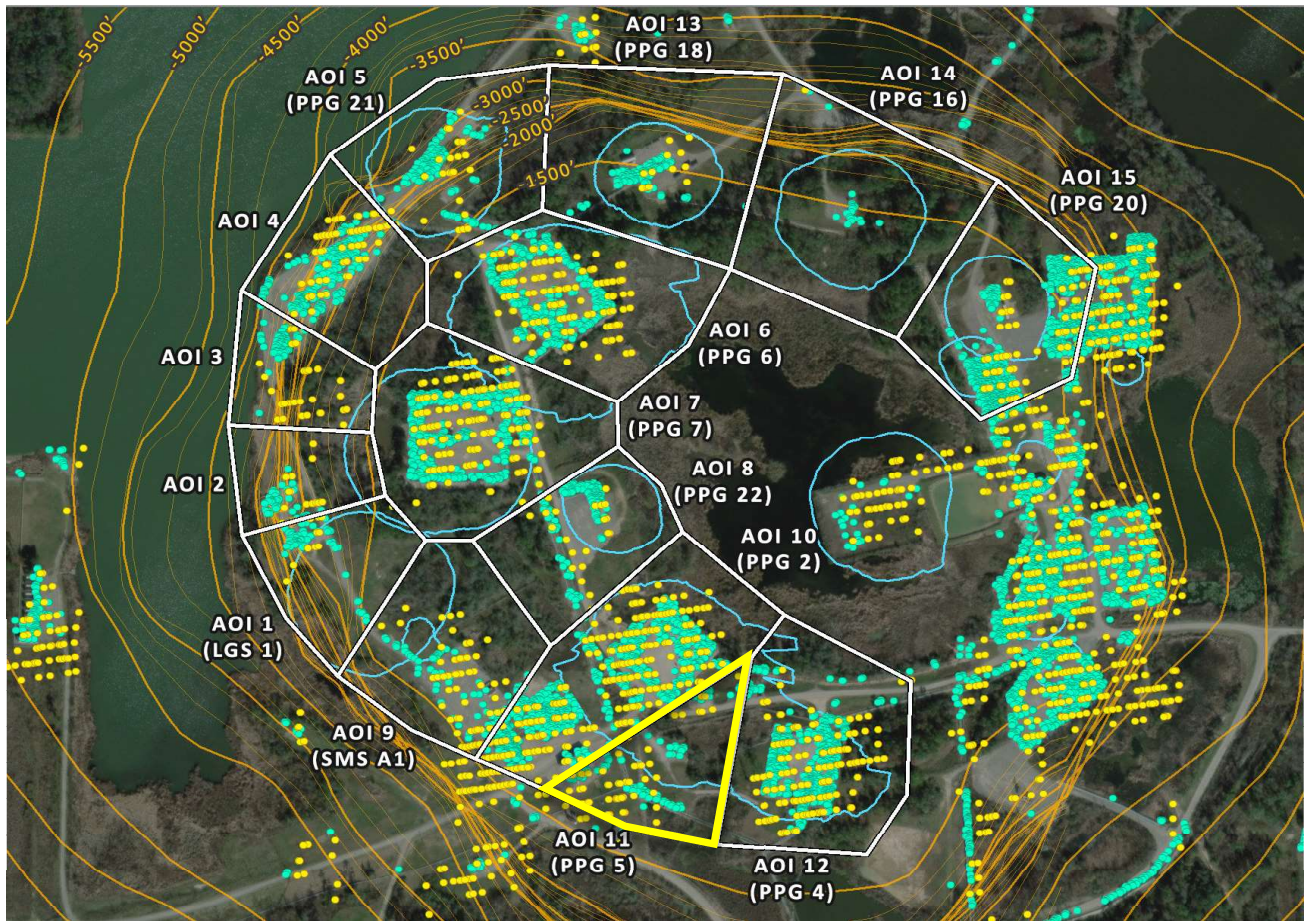 -5500'
-5000'
-4500'
-4000'
-3500'
-3000'
-2500'
-2000'
-1500'
AOI 13
(PPG 18)
AOI 5
(PPG 21)
AOI 14
(PPG 16)
AOI 15
(PPG 20)
AOI 4
AOI 3
AOI 6
(PPG 6)
AOI 7
(PPG 7)
AOI 8
(PPG 22)
AOI 2
AOI 10
(PPG 2)
AOI 1
(LGS 1)
AOI 9
(SMS A1)
AOI 11
(PPG 5)
AOI 12
(PPG 4)